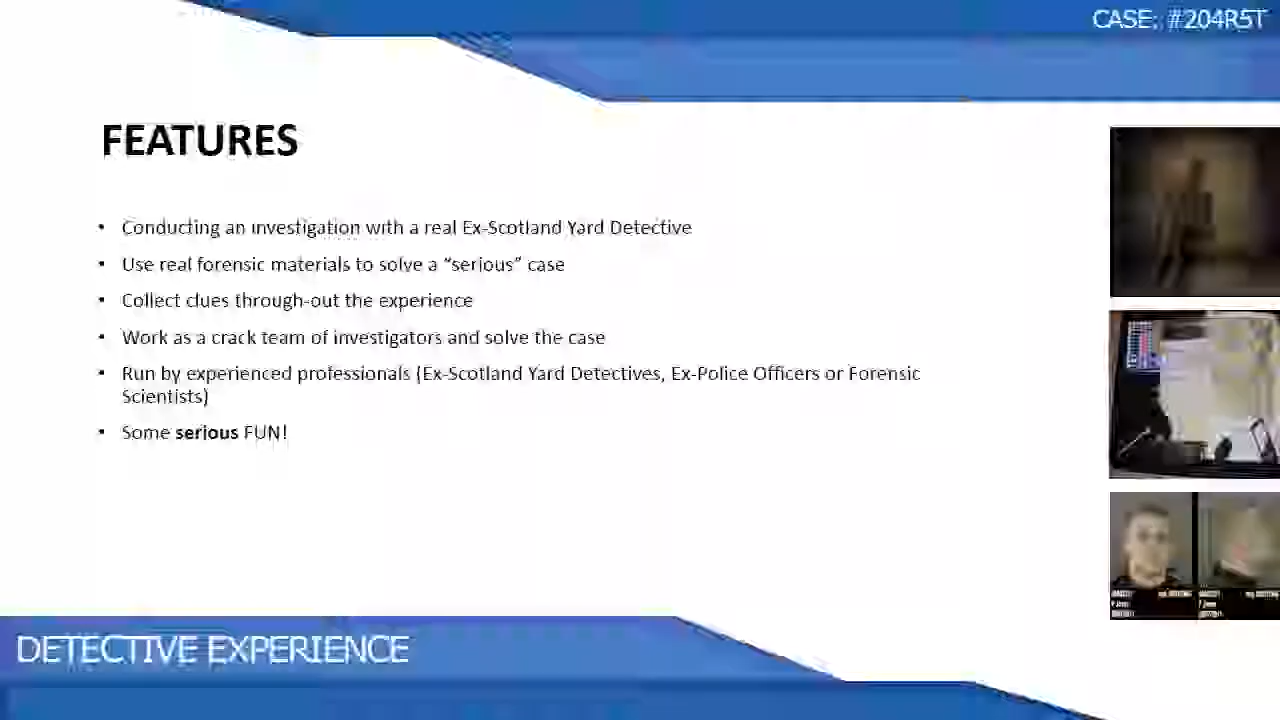 CASE: #204R5T
FEATURES
• Conducting an investigation with a real Ex-Scotland Yard Detective
• Use real forensic materials to solve a “serious” case
• Collect clues through-out the experience
• Work as a crack team of investigators and solve the case
• Run by experienced professionals (Ex-Scotland Yard Detectives, Ex-Police Officers or Forensic
Scientists)
• Some serious FUN!
DETECTIVE EXPERIENCE